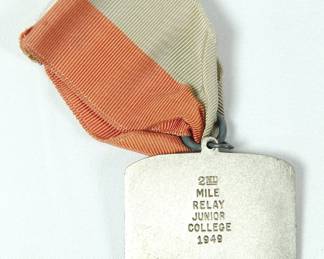 2ND
MILE
RELAY
JUNIOR
COLLEGE
1949